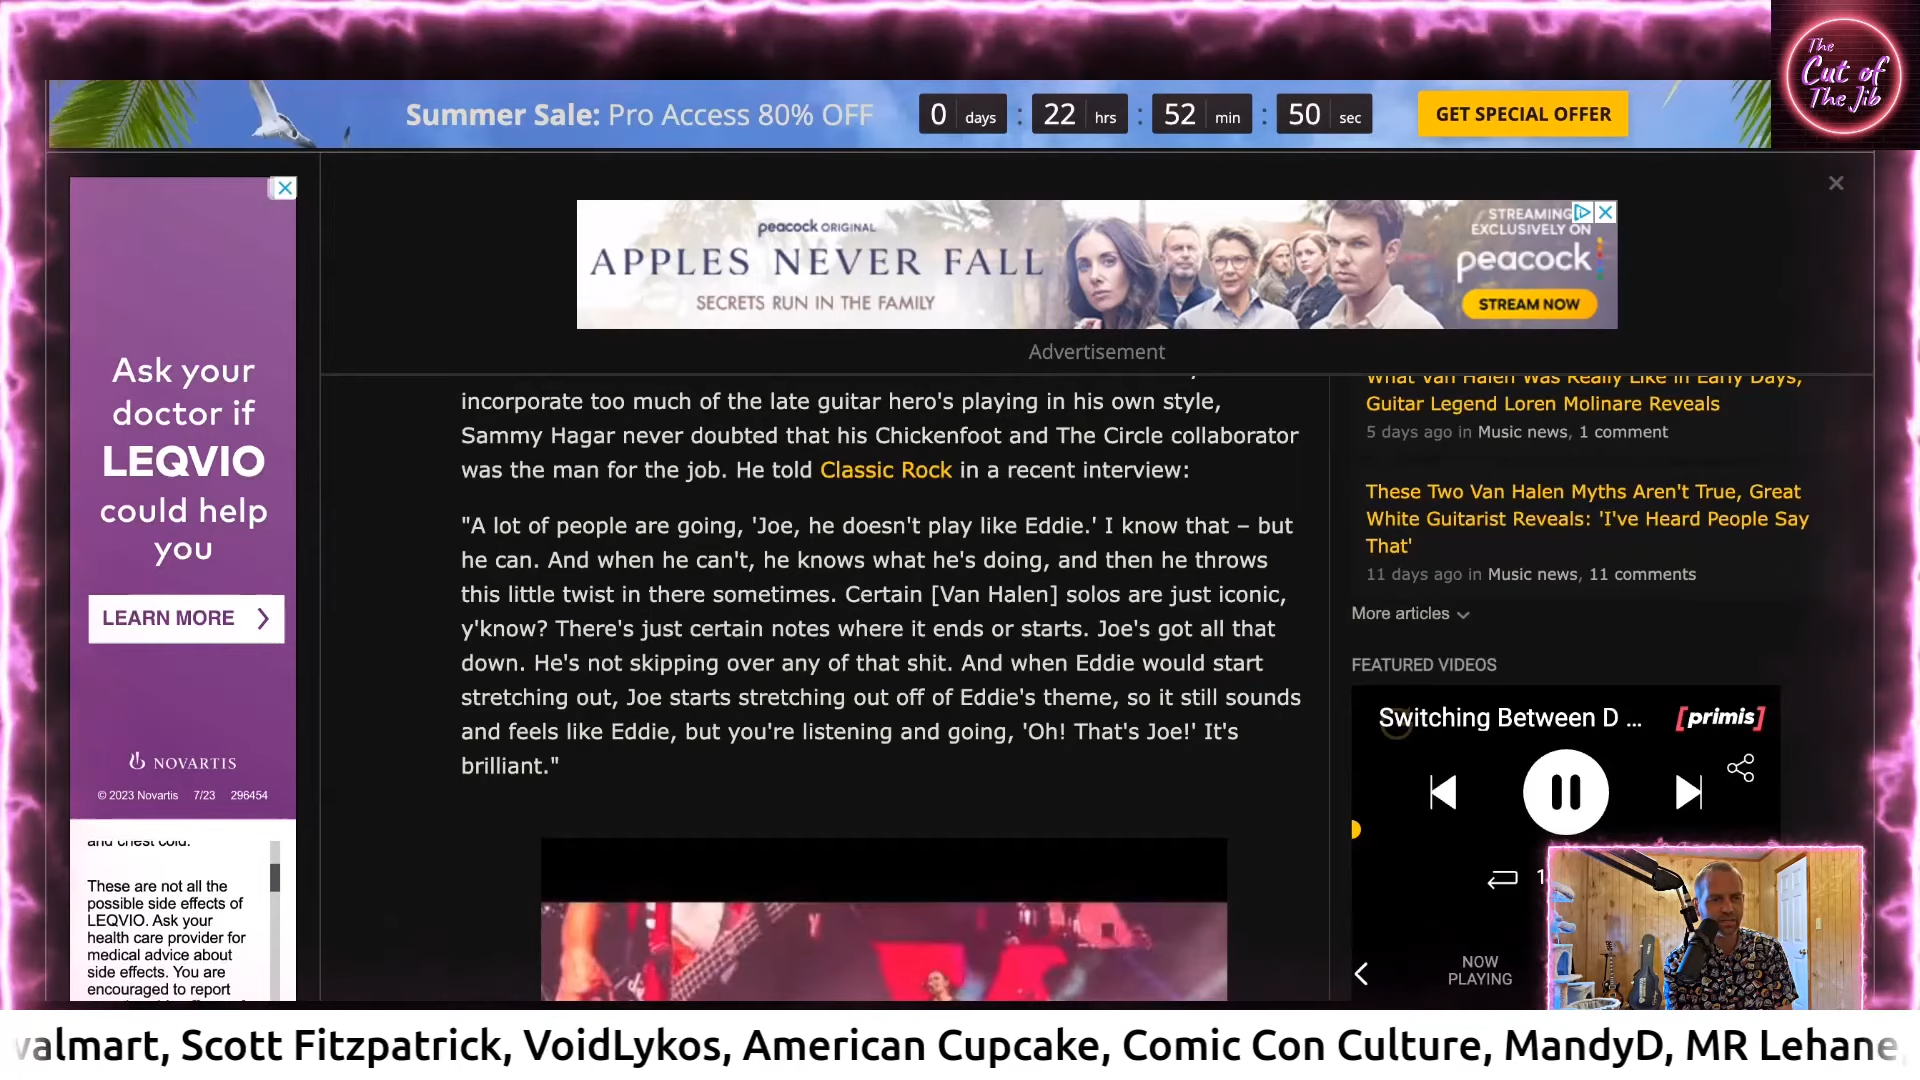 The
Cut of
The Jib
Summer Sale: Pro Access 80% OFF
0 days : 22 hrs : 52 min : 50 sec
GET SPECIAL OFFER
Ask your
doctor if
LEQVIO
could help
you
LEARN MORE
NOVARTIS
© 2023 Novartis 7/23 296454
and chest cold.
These are not all the
possible side effects of
LEQVIO. Ask your
health care provider for
medical advice about
side effects. You are
encouraged to report
peacock ORIGINAL
APPLES NEVER FALL
SECRETS RUN IN THE FAMILY
STREAMING
EXCLUSIVELY ON
peacock
STREAM NOW
Advertisement
incorporate too much of the late guitar hero's playing in his own style,
Sammy Hagar never doubted that his Chickenfoot and The Circle collaborator
was the man for the job. He told Classic Rock in a recent interview:
"A lot of people are going, 'Joe, he doesn't play like Eddie.' I know that – but
he can. And when he can't, he knows what he's doing, and then he throws
this little twist in there sometimes. Certain [Van Halen] solos are just iconic,
y'know? There's just certain notes where it ends or starts. Joe's got all that
down. He's not skipping over any of that shit. And when Eddie would start
stretching out, Joe starts stretching out off of Eddie's theme, so it still sounds
and feels like Eddie, but you're listening and going, 'Oh! That's Joe!' It's
brilliant."
What Van Halen Was Really Like in Early Days,
Guitar Legend Loren Molinare Reveals
5 days ago in Music news, 1 comment
These Two Van Halen Myths Aren't True, Great
White Guitarist Reveals: 'I've Heard People Say
That'
11 days ago in Music news, 11 comments
More articles
FEATURED VIDEOS
Switching Between D ...
[primis]
NOW
PLAYING
walmart, Scott Fitzpatrick, VoidLykos, American Cupcake, Comic Con Culture, MandyD, MR Lehane,